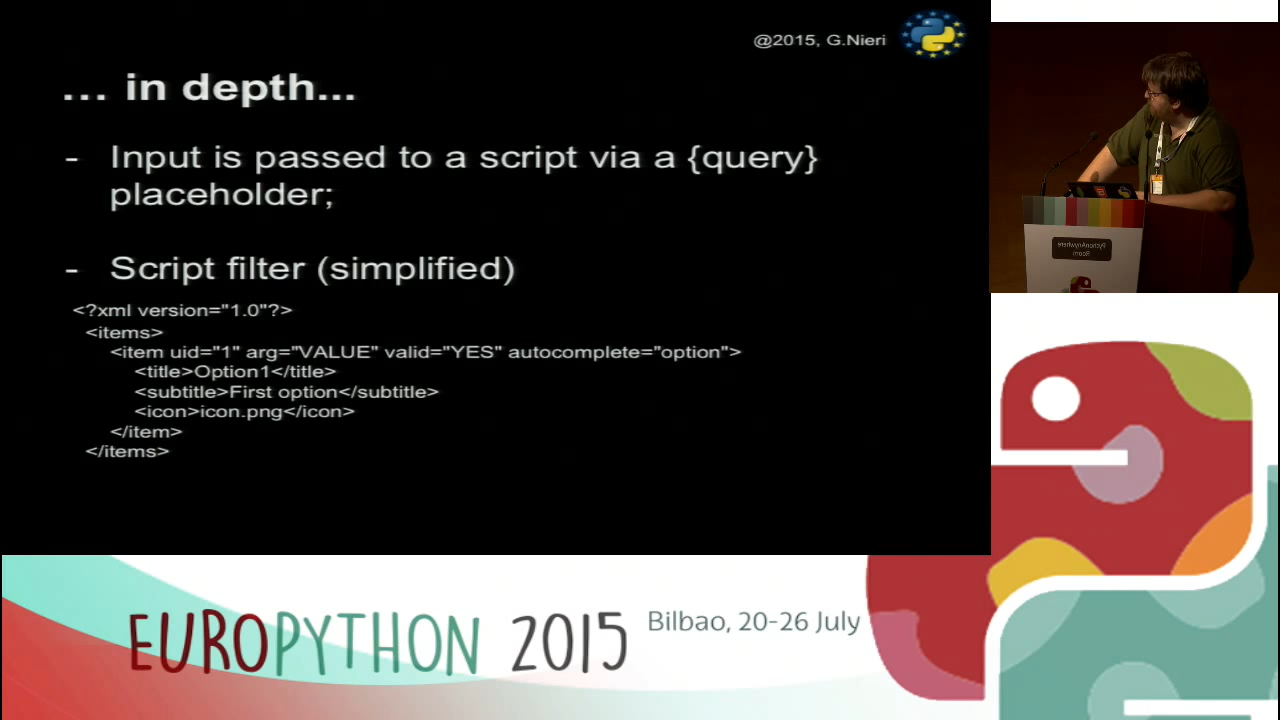 @2015, G.Nieri
... in depth...
- Input is passed to a script via a {query}
placeholder;
- Script filter (simplified)
<?xml version="1.0"?>
<items>
<item uid="1" arg="VALUE" valid="YES" autocomplete="option">
<title>Option1</title>
<subtitle>First option</subtitle>
<icon>icon.png</icon>
</item>
</items>
PythonAnywhere
Room
EUROPYTHON 2015
Bilbao, 20-26 July